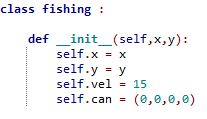 class fishing :
def __init__(self,x,y):
self.x = x
self.y = y
self.vel = 15
self.can = (0,0,0,0)